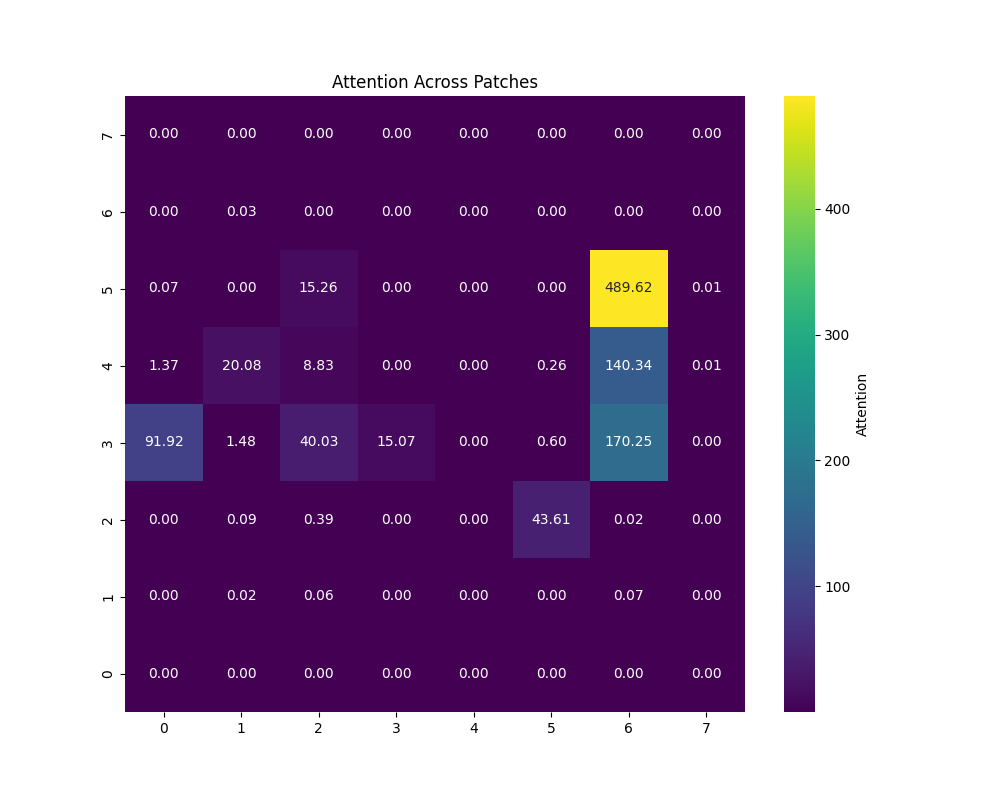 Attention Across Patches
7 0.00 0.00 0.00 0.00 0.00 0.00 0.00 0.00
6 0.00 0.03 0.00 0.00 0.00 0.00 0.00 0.00
5 0.07 0.00 15.26 0.00 0.00 0.00 489.62 0.01
4 1.37 20.08 8.83 0.00 0.00 0.26 140.34 0.01
3 91.92 1.48 40.03 15.07 0.00 0.60 170.25 0.00
2 0.00 0.09 0.39 0.00 0.00 43.61 0.02 0.00
1 0.00 0.02 0.06 0.00 0.00 0.00 0.07 0.00
0 0.00 0.00 0.00 0.00 0.00 0.00 0.00 0.00
0 1 2 3 4 5 6 7
400
300
200
100
Attention